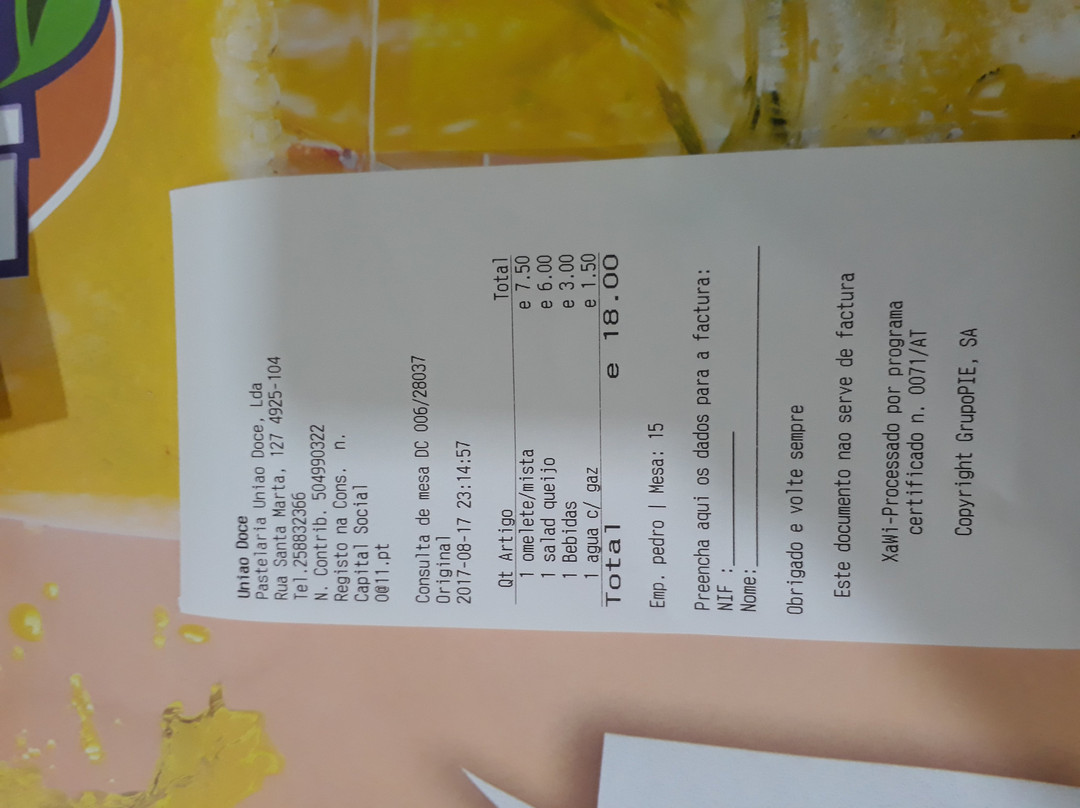 Uniao Doce
Pastelaria Uniao Doce, Lda
Rua Santa Marta, 127 4925-104
Tel.258832366
N. Contrib. 504990322
Registo na Cons. n.
Capital Social
O@11.pt
Consulta de mesa DC 006/28037
Original
2017-08-17 23:14:57
Qt Artigo Total
1 omelete/mista e 7.50
1 salad queijo e 6.00
1 Bebidas e 3.00
1 agua c/ gaz e 1.50
Total e 18.00
Emp. pedro | Mesa: 15
Preencha aqui os dados para a factura:
NIF :
Nome:
Obrigado e volte sempre
Este documento nao serve de factura
XaWi-Processado por programa
certificado n. 0071/AT
Copyright GrupoPIE, SA